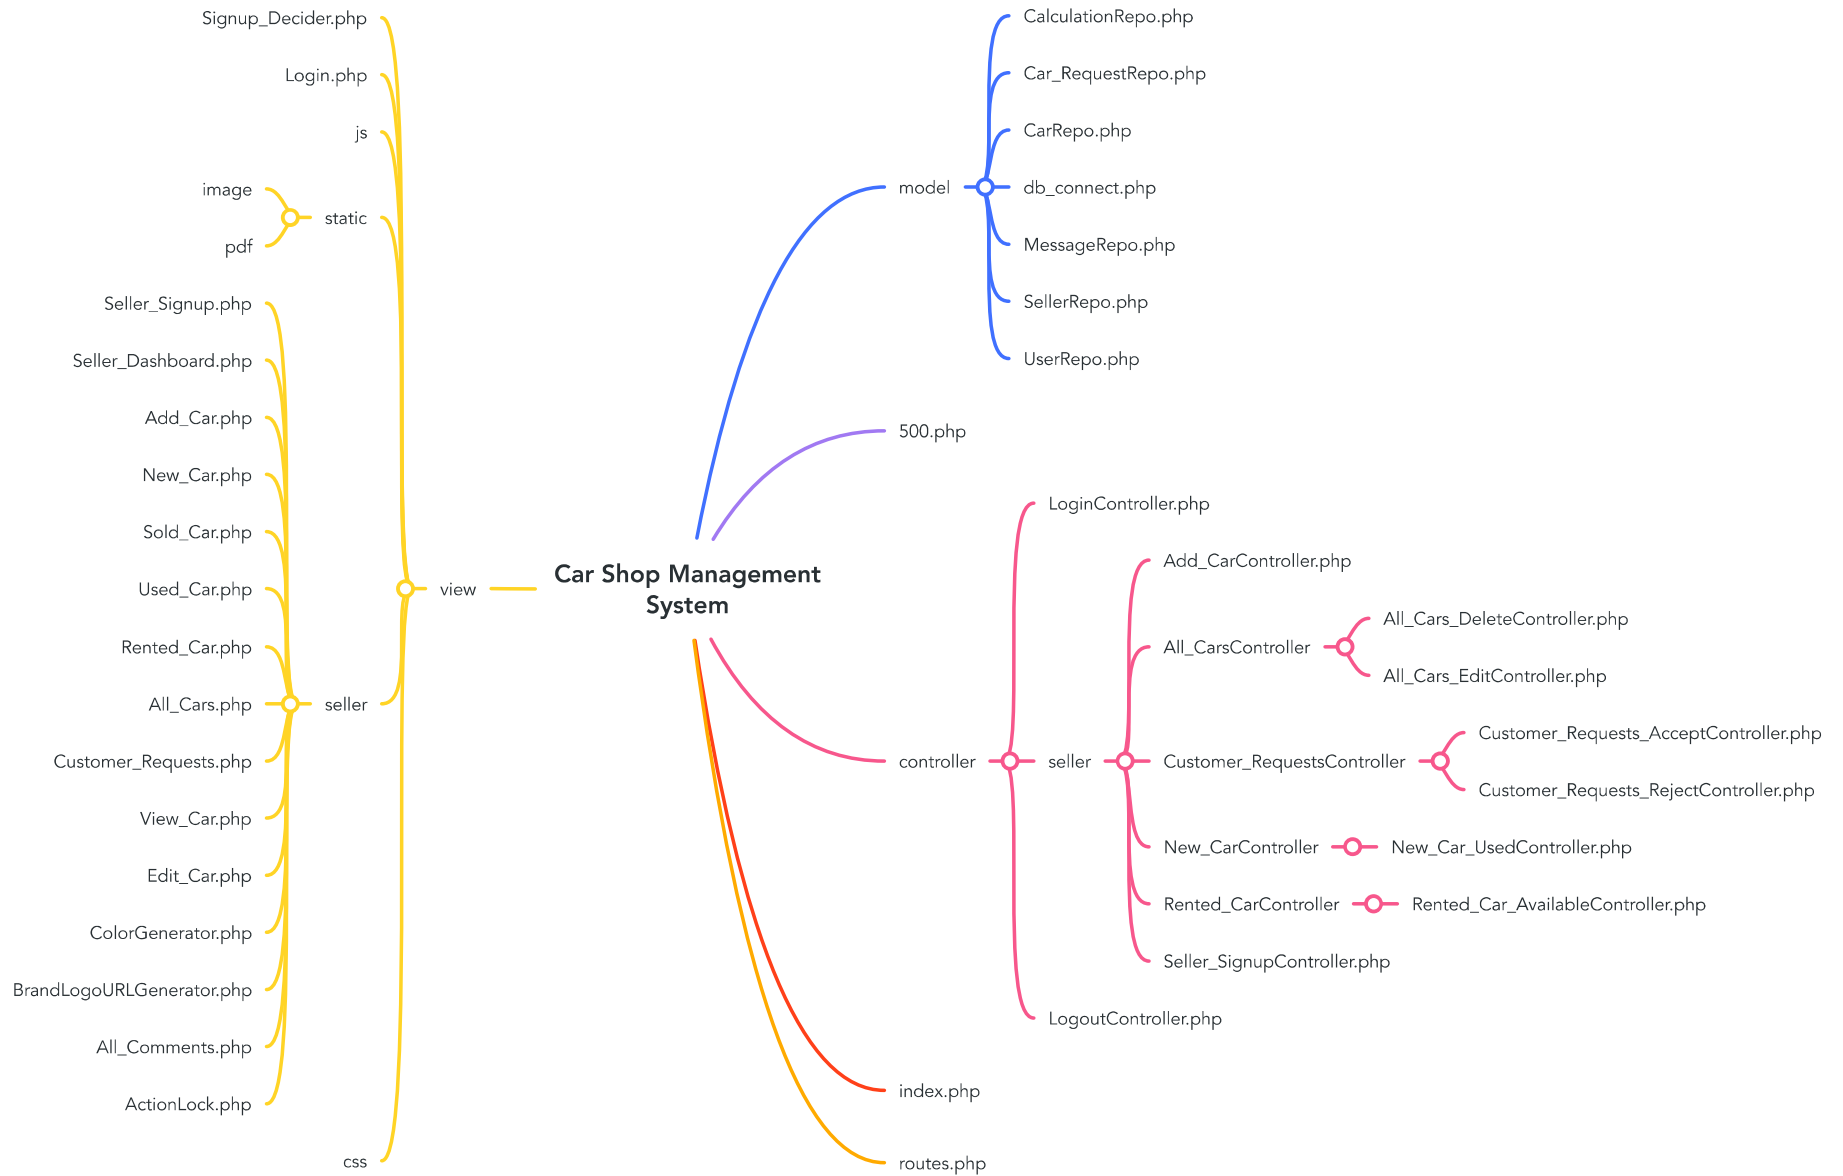 Signup_Decider.php
Login.php
js
image
pdf
static
Seller_Signup.php
Seller_Dashboard.php
Add_Car.php
New_Car.php
Sold_Car.php
Used_Car.php
Rented_Car.php
All_Cars.php
Customer_Requests.php
View_Car.php
Edit_Car.php
ColorGenerator.php
BrandLogoURLGenerator.php
All_Comments.php
ActionLock.php
seller
css
view
Car Shop Management
System
model
CalculationRepo.php
Car_RequestRepo.php
CarRepo.php
db_connect.php
MessageRepo.php
SellerRepo.php
UserRepo.php
500.php
controller
LoginController.php
seller
Add_CarController.php
All_CarsController
All_Cars_DeleteController.php
All_Cars_EditController.php
Customer_RequestsController
Customer_Requests_AcceptController.php
Customer_Requests_RejectController.php
New_CarController
New_Car_UsedController.php
Rented_CarController
Rented_Car_AvailableController.php
Seller_SignupController.php
LogoutController.php
index.php
routes.php